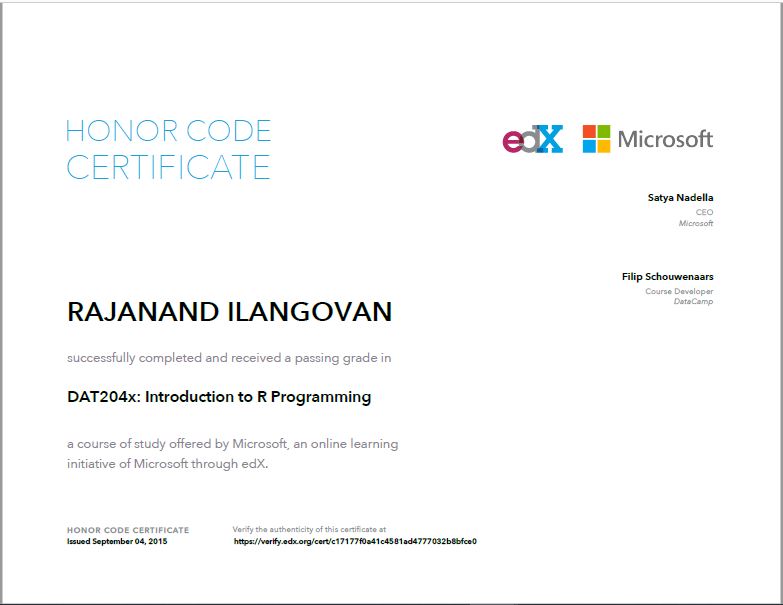 HONOR CODE
CERTIFICATE
edX Microsoft
Satya Nadella
CEO
Microsoft
Filip Schouwenaars
Course Developer
DataCamp
RAJANAND ILANGOVAN
successfully completed and received a passing grade in
DAT204x: Introduction to R Programming
a course of study offered by Microsoft, an online learning
initiative of Microsoft through edX.
HONOR CODE CERTIFICATE
Issued September 04, 2015
Verify the authenticity of this certificate at
https://verify.edx.org/cert/c17177f0a41c4581ad4777032b8bfce0